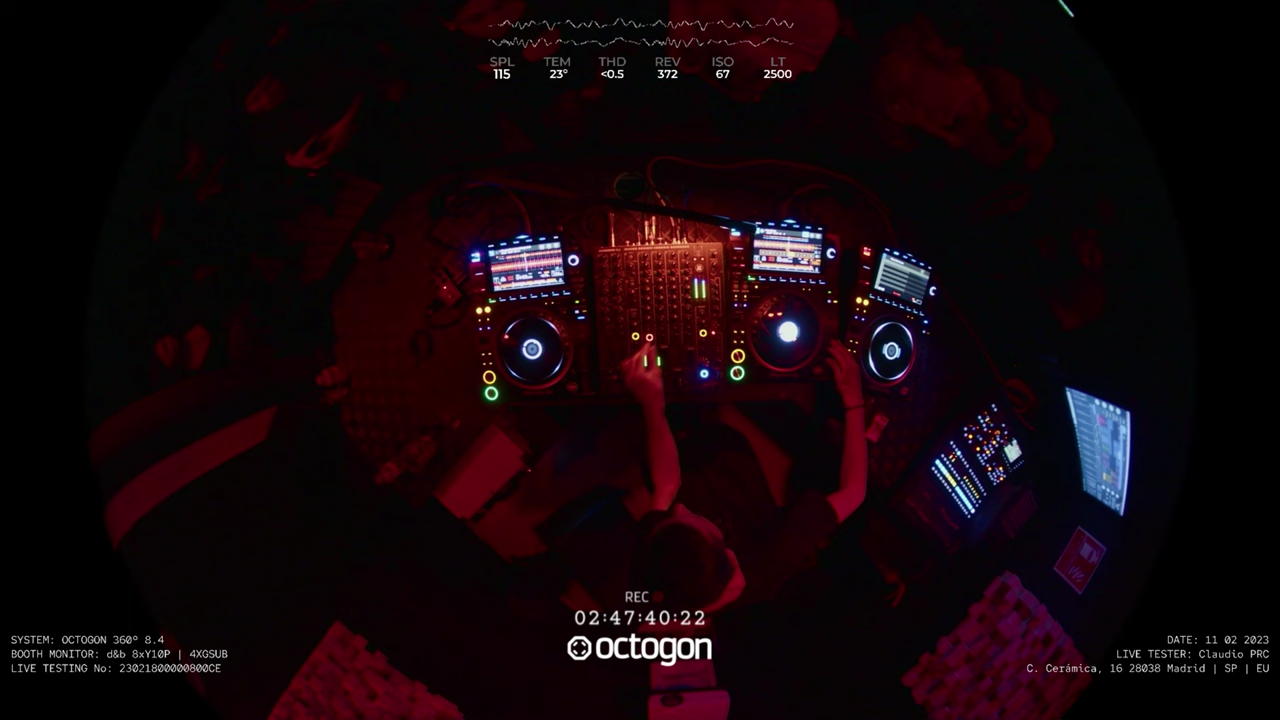 SPL TEM THD REV ISO LT
115 23° <0.5 372 67 2500
REC
02:47:40:22
octogon
SYSTEM: OCTOGON 360º 8.4
BOOTH MONITOR: d&b 8xY10P | 4XGSUB
LIVE TESTING No: 23021800000800CE
DATE: 11 02 2023
LIVE TESTER: Claudio PRC
C. Cerámica, 16 28038 Madrid | SP | EU